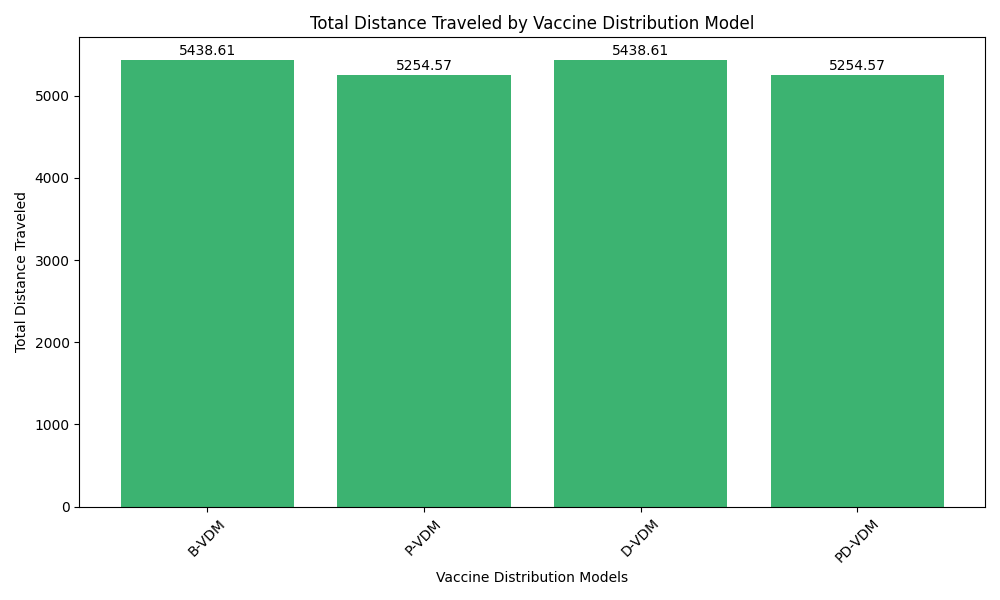 Total Distance Traveled by Vaccine Distribution Model
5438.61
5254.57
5438.61
5254.57
Total Distance Traveled
5000
4000
3000
2000
1000
0
B-VDM
P-VDM
D-VDM
PD-VDM
Vaccine Distribution Models